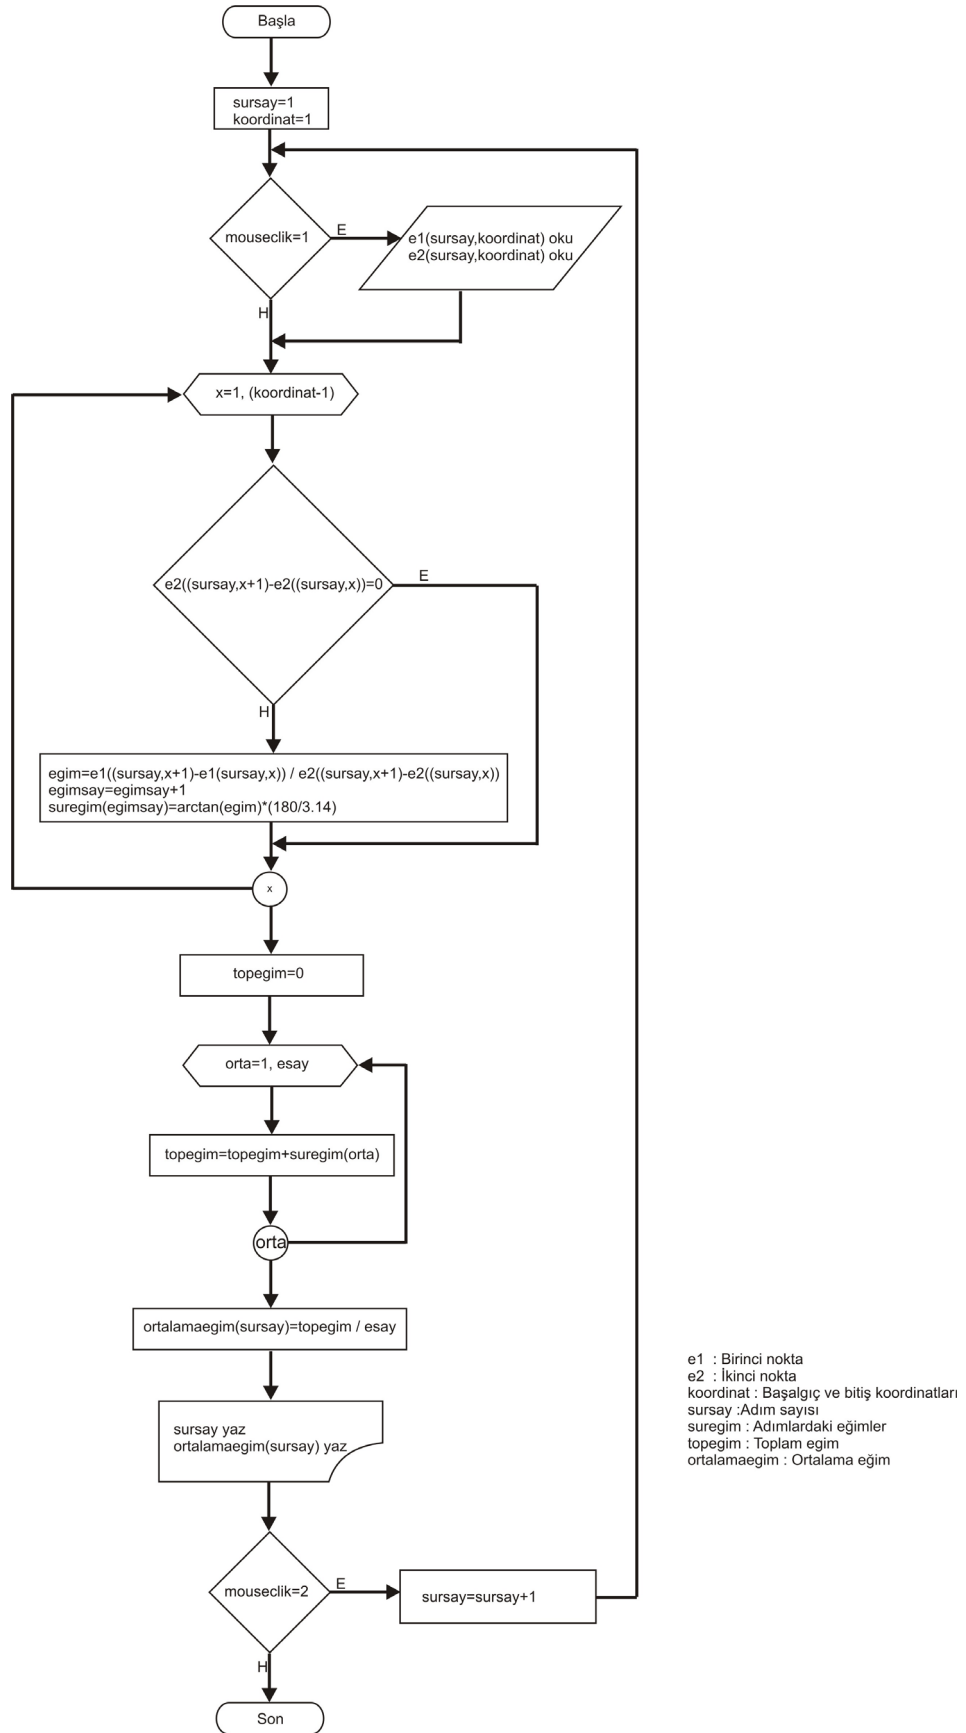 Başla
sursay=1
koordinat=1
mouseclik=1
E
e1(sursay,koordinat) oku
e2(sursay,koordinat) oku
H
x=1, (koordinat-1)
e2((sursay,x+1)-e2((sursay,x))=0
E
H
egim=e1((sursay,x+1)-e1(sursay,x)) / e2((sursay,x+1)-e2((sursay,x))
egimsay=egimsay+1
suregim(egimsay)=arctan(egim)*(180/3.14)
x
topegim=0
orta=1, esay
topegim=topegim+suregim(orta)
orta
ortalamaegim(sursay)=topegim / esay
sursay yaz
ortalamaegim(sursay) yaz
mouseclik=2
E
sursay=sursay+1
H
Son
e1 : Birinci nokta
e2 : İkinci nokta
koordinat : Başalgıç ve bitiş koordinatları
sursay :Adım sayısı
suregim : Adımlardaki eğimler
topegim : Toplam egim
ortalamaegim : Ortalama eğim